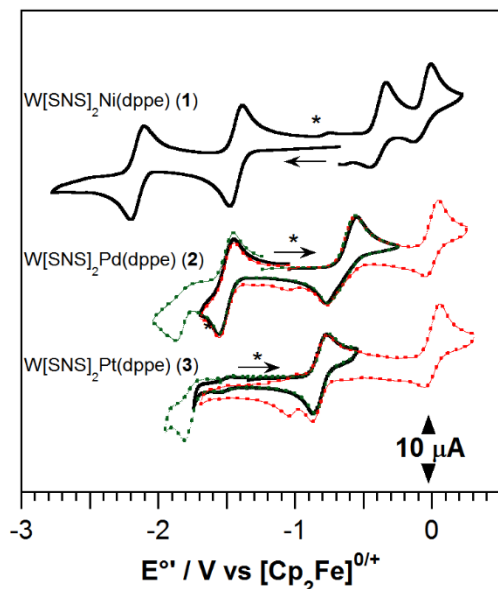 W[SNS]₂Ni(dppe) (1)
*
W[SNS]₂Pd(dppe) (2)
*
*
W[SNS]₂Pt(dppe) (3)
*
10 μA
-3 -2 -1 0
E°' / V vs [Cp₂Fe]⁰/⁺